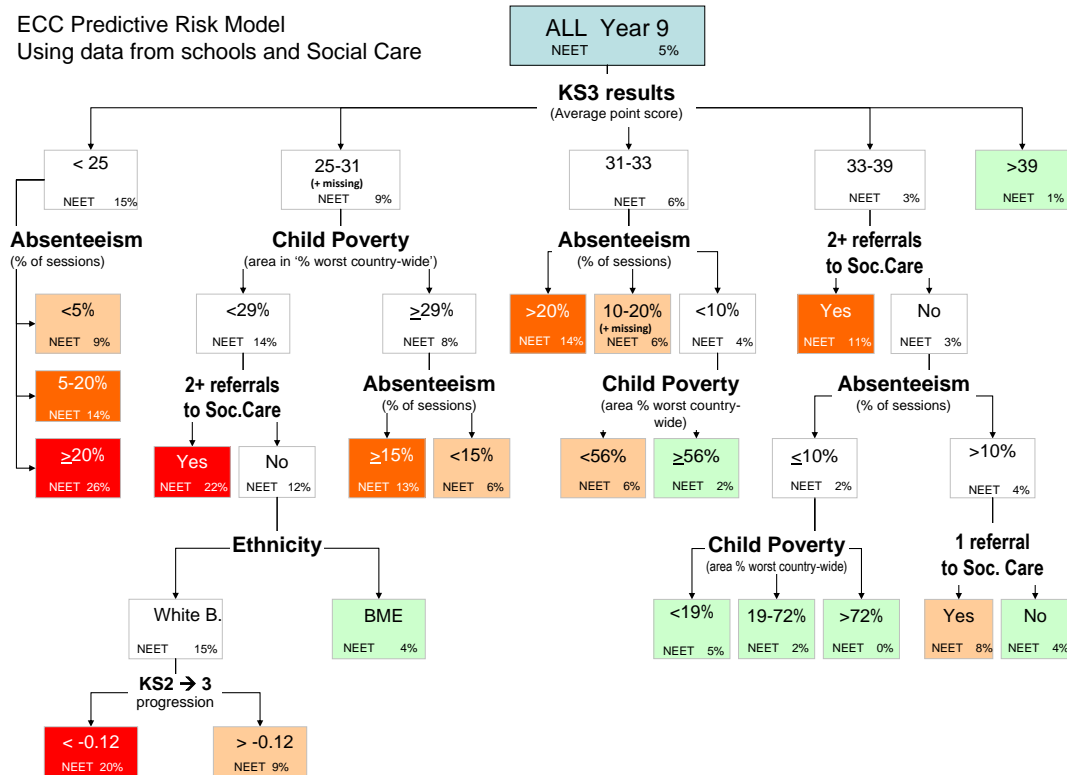 ECC Predictive Risk Model
Using data from schools and Social Care
ALL Year 9
NEET 5%
KS3 results
(Average point score)
< 25
NEET 15%
25-31
(+ missing)
NEET 9%
31-33
NEET 6%
33-39
NEET 3%
>39
NEET 1%
Absenteeism
(% of sessions)
Child Poverty
(area in '% worst country-wide')
Absenteeism
(% of sessions)
2+ referrals
to Soc.Care
<5%
NEET 9%
5-20%
NEET 14%
≥20%
NEET 26%
<29%
NEET 14%
≥29%
NEET 8%
>20%
NEET 14%
10-20%
(+ missing)
NEET 6%
<10%
NEET 4%
Yes
NEET 11%
No
NEET 3%
2+ referrals
to Soc.Care
Absenteeism
(% of sessions)
Child Poverty
(area % worst country-
wide)
Absenteeism
(% of sessions)
Yes
NEET 22%
No
NEET 12%
≥15%
NEET 13%
<15%
NEET 6%
<56%
NEET 6%
≥56%
NEET 2%
≤10%
NEET 2%
>10%
NEET 4%
Ethnicity
Child Poverty
(area % worst country-wide)
1 referral
to Soc. Care
White B.
NEET 15%
BME
NEET 4%
<19%
NEET 5%
19-72%
NEET 2%
>72%
NEET 0%
Yes
NEET 8%
No
NEET 4%
KS2 → 3
progression
< -0.12
NEET 20%
> -0.12
NEET 9%